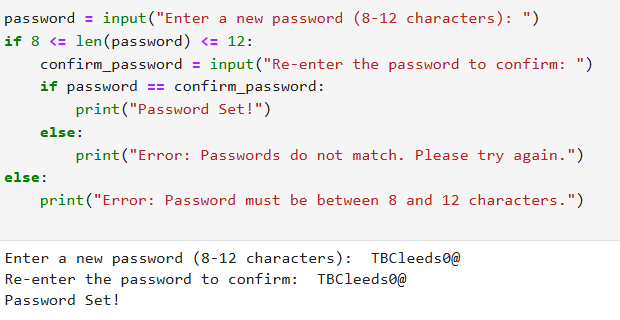 password = input("Enter a new password (8-12 characters): ")
if 8 <= len(password) <= 12:
    confirm_password = input("Re-enter the password to confirm: ")
    if password == confirm_password:
        print("Password Set!")
    else:
        print("Error: Passwords do not match. Please try again.")
else:
    print("Error: Password must be between 8 and 12 characters.")
Enter a new password (8-12 characters):  TBCleeds0@
Re-enter the password to confirm:  TBCleeds0@
Password Set!